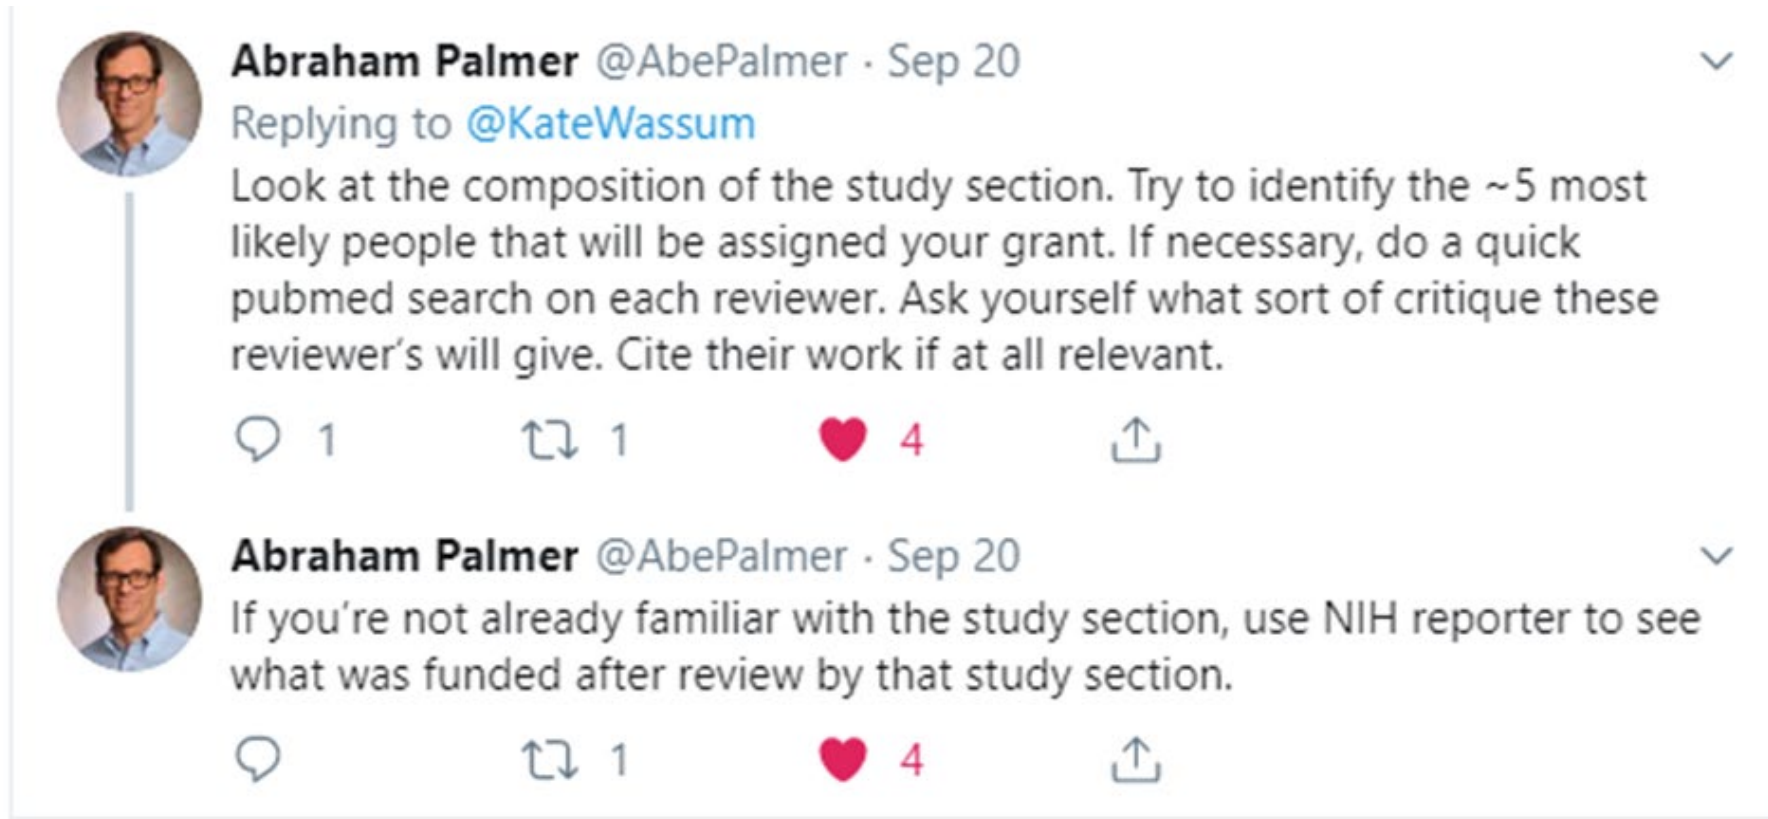 Abraham Palmer @AbePalmer · Sep 20
Replying to @KateWassum
Look at the composition of the study section. Try to identify the ~5 most
likely people that will be assigned your grant. If necessary, do a quick
pubmed search on each reviewer. Ask yourself what sort of critique these
reviewer's will give. Cite their work if at all relevant.
1 1 4
Abraham Palmer @AbePalmer · Sep 20
If you're not already familiar with the study section, use NIH reporter to see
what was funded after review by that study section.
1 4